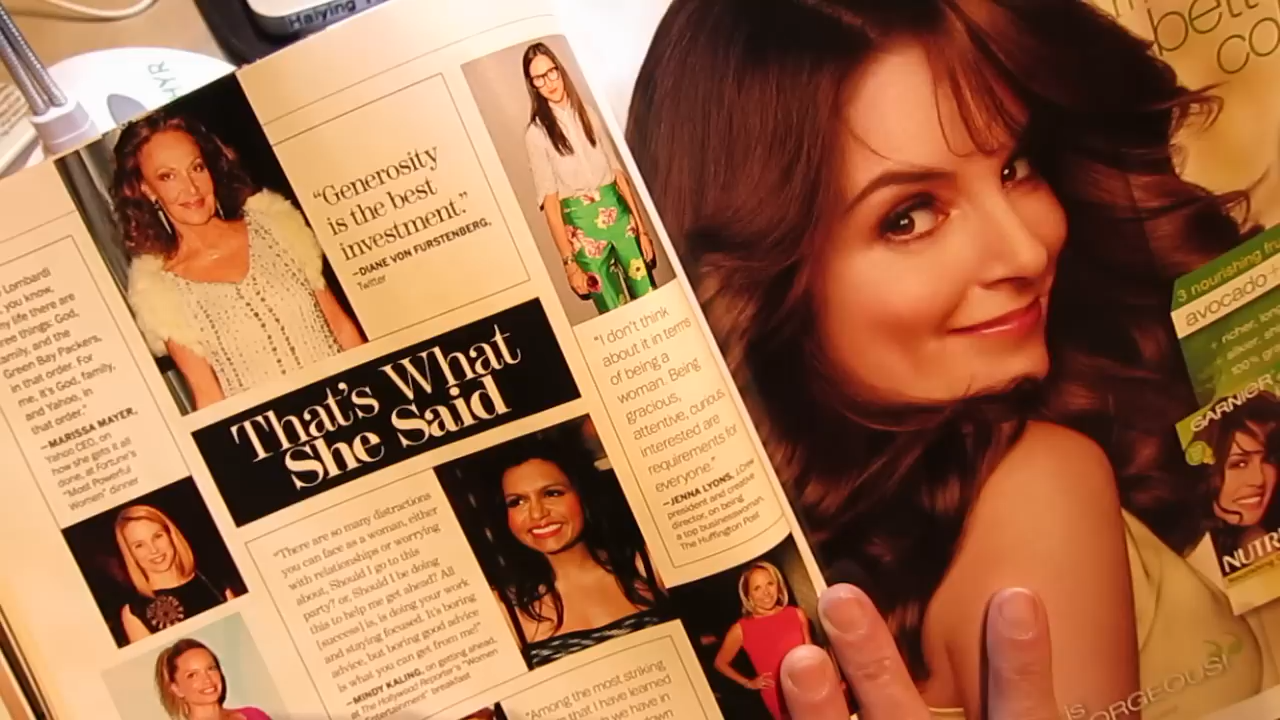 Halying
HYR
Lombardi
you know,
my life there are
three things: God,
family, and the
Green Bay Packers,
in that order. For
me, it's God, family,
and Yahoo, in
that order."
—MARISSA MAYER,
Yahoo CEO, on
how she gets it all
done, at Fortune's
"Most Powerful
Women" dinner
"Generosity
is the best
investment."
—DIANE VON FURSTENBERG,
Twitter
That's What
She Said
"There are so many distractions
you can face as a woman, either
with relationships or worrying
about, Should I go to this
party? or, Should I be doing
this to help me get ahead? All
[success] is, is doing your work
and staying focused. It's boring
advice, but boring good advice
is what you can get from me!"
—MINDY KALING, on getting ahead,
at The Hollywood Reporter's "Women
in Entertainment" breakfast
"I don't think
about it in terms
of being a
woman. Being
gracious,
attentive, curious,
interested are
requirements for
everyone."
—JENNA LYONS, J.Crew
president and creative
director, on being
a top businesswoman,
The Huffington Post
"Among the most striking
that I have learned
we have in
down
3 nourishing
avocado
richer,
100%
GARNIER
NUTR
is